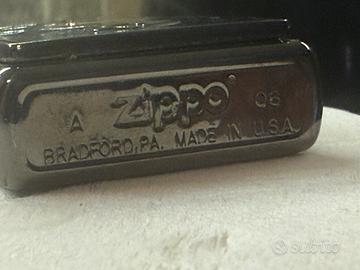 A zippo 06
BRADFORD, PA. MADE IN U.S.A.
subito